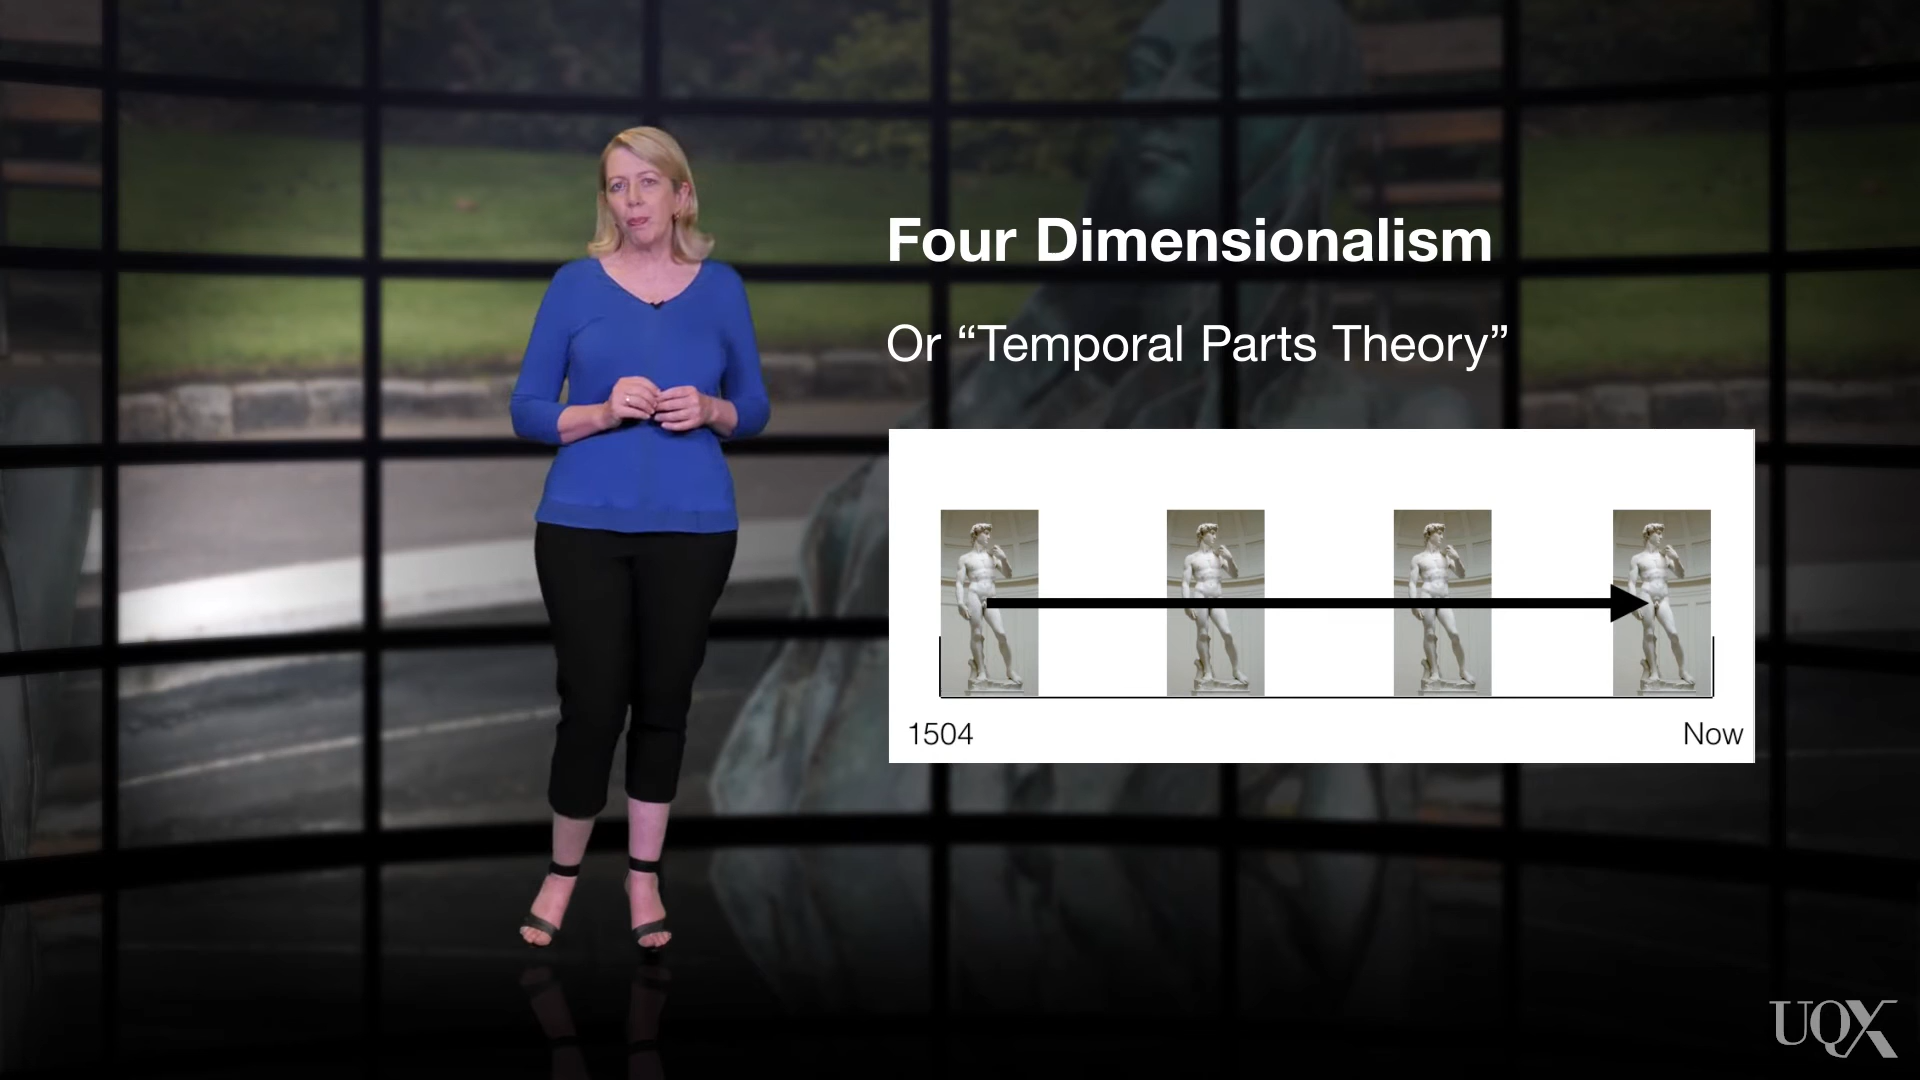 Four Dimensionalism
Or “Temporal Parts Theory”
1504
Now
UQX